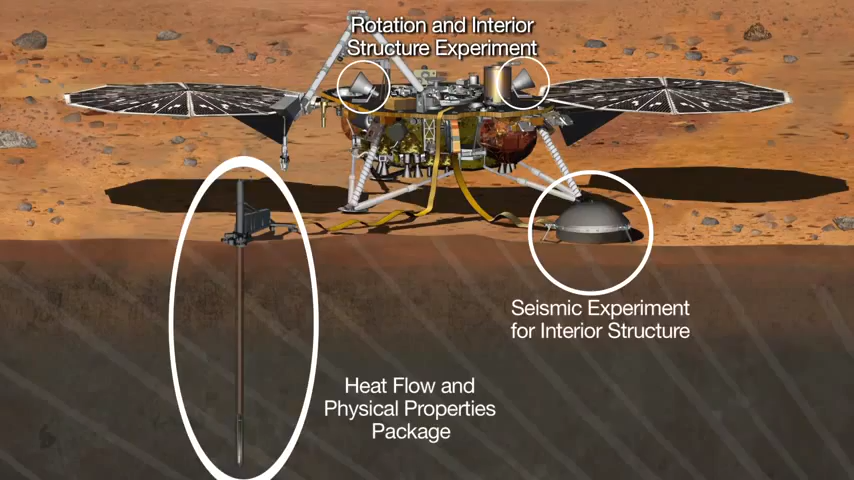 Rotation and Interior
Structure Experiment
Seismic Experiment
for Interior Structure
Heat Flow and
Physical Properties
Package